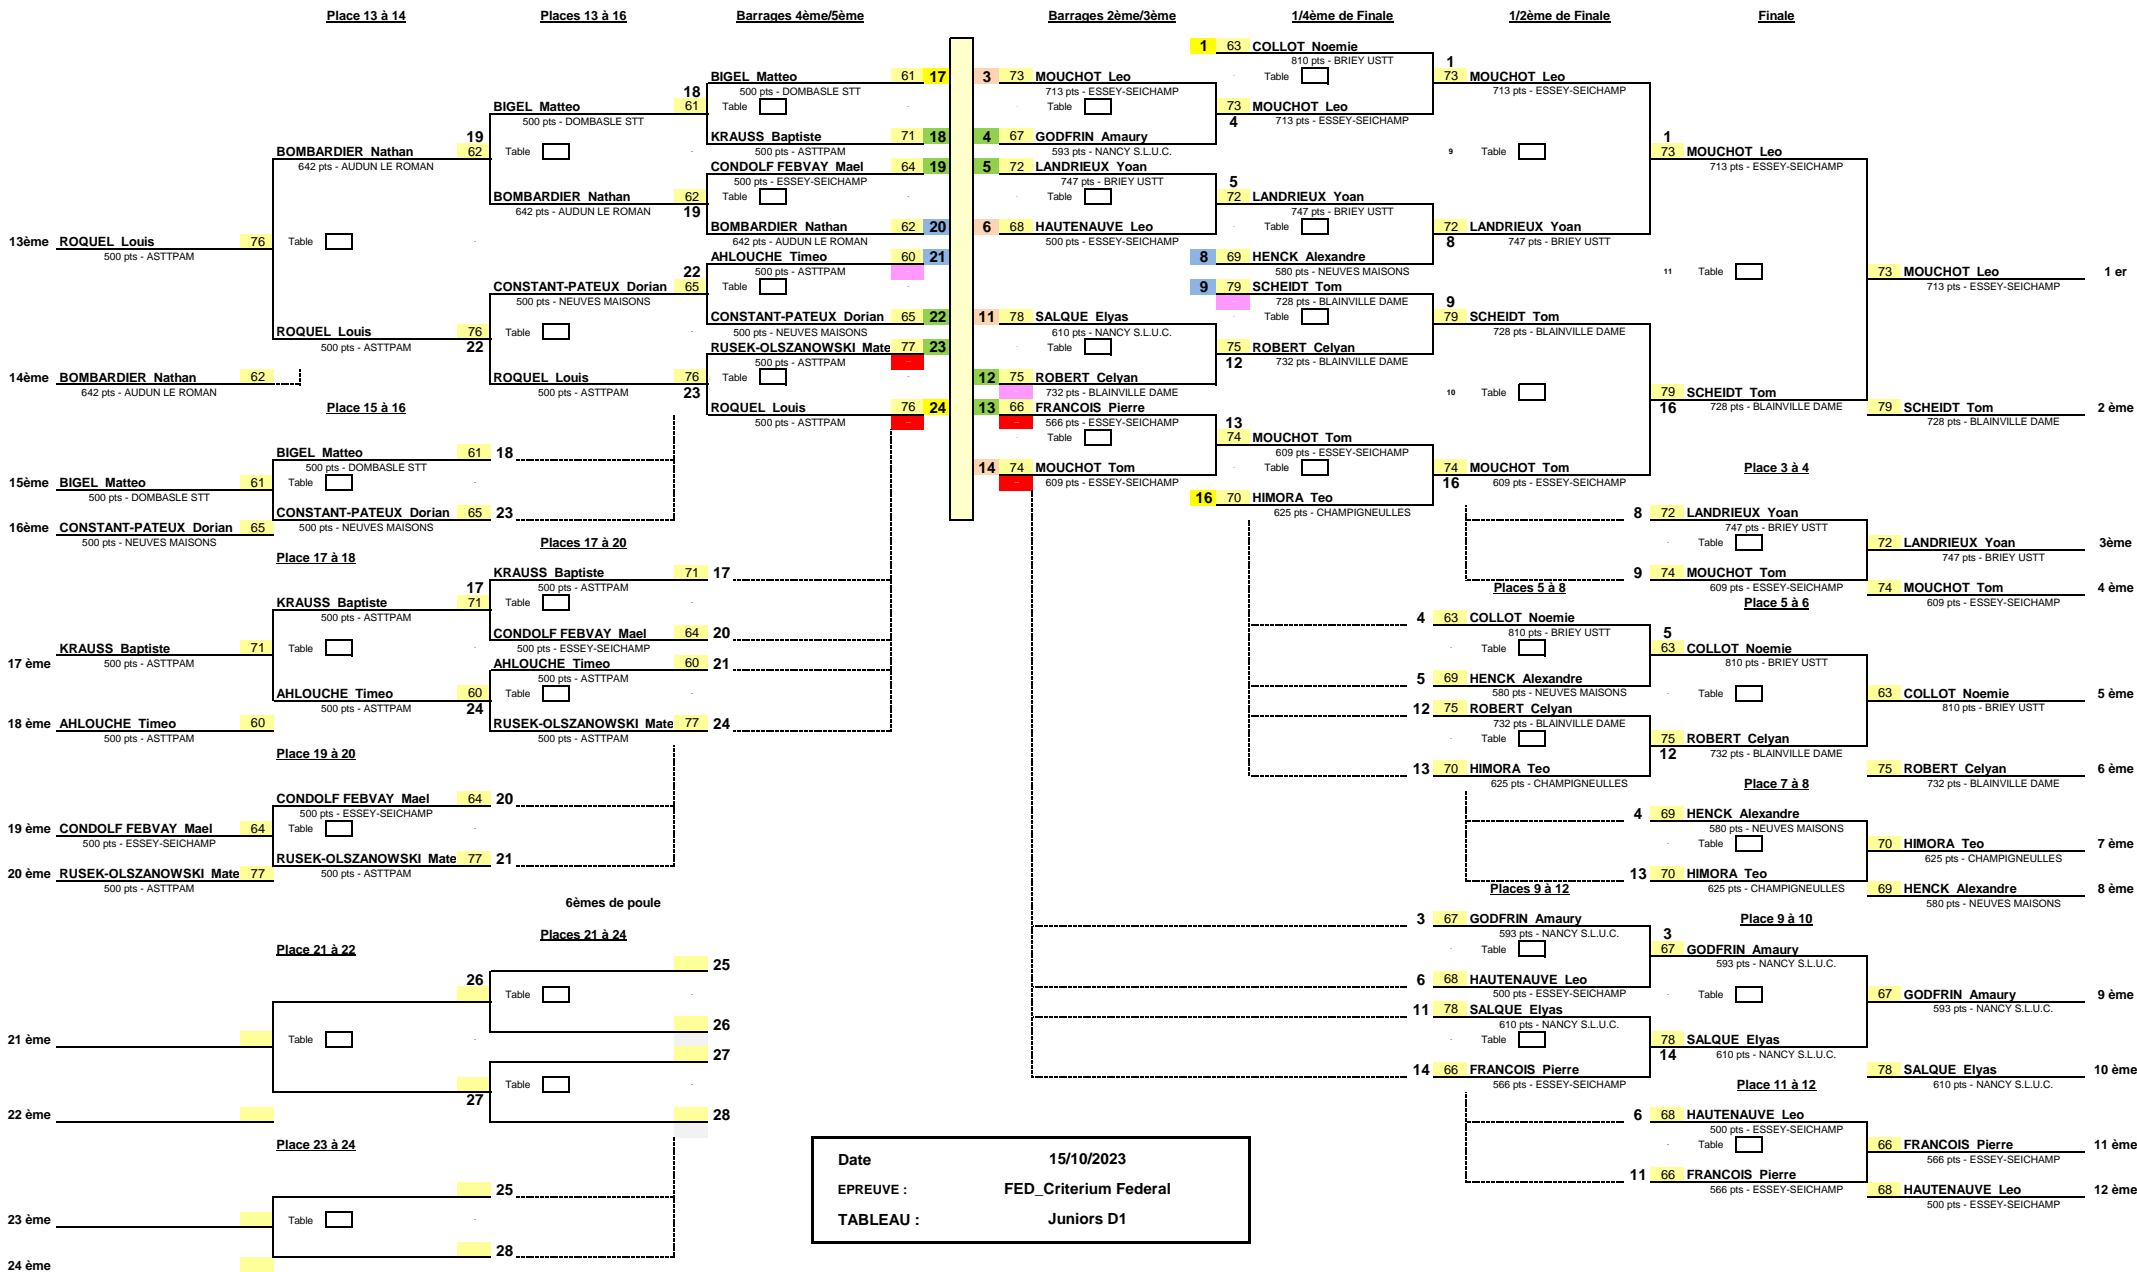 Place 13 à 14 Places 13 à 16 Barrages 4ème/5ème Barrages 2ème/3ème 1/4ème de Finale 1/2ème de Finale Finale
1 63 COLLOT Noemie
810 pts - BRIEY USTT 1
BIGEL Matteo 61 17 3 73 MOUCHOT Leo Table 73 MOUCHOT Leo
18 500 pts - DOMBASLE STT 713 pts - ESSEY-SEICHAMP 713 pts - ESSEY-SEICHAMP
BIGEL Matteo 61 Table Table 73 MOUCHOT Leo
500 pts - DOMBASLE STT 4 713 pts - ESSEY-SEICHAMP
19 KRAUSS Baptiste 71 18 4 67 GODFRIN Amaury 1
BOMBARDIER Nathan 62 Table 500 pts - ASTTPAM 593 pts - NANCY S.L.U.C. 9 Table 73 MOUCHOT Leo
642 pts - AUDUN LE ROMAN CONDOLF FEBVAY Mael 64 19 5 72 LANDRIEUX Yoan 713 pts - ESSEY-SEICHAMP
500 pts - ESSEY-SEICHAMP 747 pts - BRIEY USTT 5
BOMBARDIER Nathan 62 Table Table 72 LANDRIEUX Yoan
642 pts - AUDUN LE ROMAN 19 747 pts - BRIEY USTT
BOMBARDIER Nathan 62 20 6 68 HAUTENAUVE Leo Table 72 LANDRIEUX Yoan
13ème ROQUEL Louis 76 Table 642 pts - AUDUN LE ROMAN 500 pts - ESSEY-SEICHAMP 8 747 pts - BRIEY USTT
500 pts - ASTTPAM AHLOUCHE Timeo 60 21 8 69 HENCK Alexandre
22 500 pts - ASTTPAM 580 pts - NEUVES MAISONS 11 Table 73 MOUCHOT Leo 1 er
CONSTANT-PATEUX Dorian 65 Table 9 79 SCHEIDT Tom 713 pts - ESSEY-SEICHAMP
500 pts - NEUVES MAISONS 728 pts - BLAINVILLE DAME 9
CONSTANT-PATEUX Dorian 65 22 11 78 SALQUE Elyas Table 79 SCHEIDT Tom
ROQUEL Louis 76 Table 500 pts - NEUVES MAISONS 610 pts - NANCY S.L.U.C. 728 pts - BLAINVILLE DAME
500 pts - ASTTPAM 22 RUSEK-OLSZANOWSKI Mate 77 23 Table 75 ROBERT Celyan
500 pts - ASTTPAM 12 732 pts - BLAINVILLE DAME
14ème BOMBARDIER Nathan 62 ROQUEL Louis 76 Table 12 75 ROBERT Celyan
642 pts - AUDUN LE ROMAN 500 pts - ASTTPAM 23 732 pts - BLAINVILLE DAME 10 Table 79 SCHEIDT Tom
Place 15 à 16 ROQUEL Louis 76 24 13 66 FRANCOIS Pierre 16 728 pts - BLAINVILLE DAME 79 SCHEIDT Tom 2 ème
500 pts - ASTTPAM 566 pts - ESSEY-SEICHAMP 13 728 pts - BLAINVILLE DAME
Table 74 MOUCHOT Tom
BIGEL Matteo 61 18 609 pts - ESSEY-SEICHAMP
500 pts - DOMBASLE STT 14 74 MOUCHOT Tom Table 74 MOUCHOT Tom Place 3 à 4
15ème BIGEL Matteo 61 Table 609 pts - ESSEY-SEICHAMP 16 609 pts - ESSEY-SEICHAMP
500 pts - DOMBASLE STT 16 70 HIMORA Teo
CONSTANT-PATEUX Dorian 65 23 625 pts - CHAMPIGNEULLES 8 72 LANDRIEUX Yoan
16ème CONSTANT-PATEUX Dorian 65 500 pts - NEUVES MAISONS 747 pts - BRIEY USTT
500 pts - NEUVES MAISONS Places 17 à 20 Table 72 LANDRIEUX Yoan 3ème
Place 17 à 18 747 pts - BRIEY USTT
KRAUSS Baptiste 71 17 9 74 MOUCHOT Tom
17 500 pts - ASTTPAM Places 5 à 8 609 pts - ESSEY-SEICHAMP 74 MOUCHOT Tom 4 ème
KRAUSS Baptiste 71 Table Place 5 à 6 609 pts - ESSEY-SEICHAMP
500 pts - ASTTPAM 4 63 COLLOT Noemie
CONDOLF FEBVAY Mael 64 20 810 pts - BRIEY USTT 5
KRAUSS Baptiste 71 Table 500 pts - ESSEY-SEICHAMP Table 63 COLLOT Noemie
17 ème 500 pts - ASTTPAM AHLOUCHE Timeo 60 21 810 pts - BRIEY USTT
500 pts - ASTTPAM 5 69 HENCK Alexandre
AHLOUCHE Timeo 60 Table 580 pts - NEUVES MAISONS Table 63 COLLOT Noemie 5 ème
500 pts - ASTTPAM 24 12 75 ROBERT Celyan 810 pts - BRIEY USTT
18 ème AHLOUCHE Timeo 60 RUSEK-OLSZANOWSKI Mate 77 24 732 pts - BLAINVILLE DAME
500 pts - ASTTPAM 500 pts - ASTTPAM Table 75 ROBERT Celyan
Place 19 à 20 12 732 pts - BLAINVILLE DAME
13 70 HIMORA Teo 75 ROBERT Celyan 6 ème
625 pts - CHAMPIGNEULLES Place 7 à 8 732 pts - BLAINVILLE DAME
CONDOLF FEBVAY Mael 64 20
500 pts - ESSEY-SEICHAMP 4 69 HENCK Alexandre
19 ème CONDOLF FEBVAY Mael 64 Table 580 pts - NEUVES MAISONS
500 pts - ESSEY-SEICHAMP Table 70 HIMORA Teo 7 ème
RUSEK-OLSZANOWSKI Mate 77 21 625 pts - CHAMPIGNEULLES
20 ème RUSEK-OLSZANOWSKI Mate 77 500 pts - ASTTPAM 13 70 HIMORA Teo
500 pts - ASTTPAM Places 9 à 12 625 pts - CHAMPIGNEULLES 69 HENCK Alexandre 8 ème
6èmes de poule 580 pts - NEUVES MAISONS
3 67 GODFRIN Amaury Place 9 à 10
Places 21 à 24 593 pts - NANCY S.L.U.C. 3
Place 21 à 22 Table 67 GODFRIN Amaury
25 593 pts - NANCY S.L.U.C.
26 6 68 HAUTENAUVE Leo
Table 500 pts - ESSEY-SEICHAMP Table 67 GODFRIN Amaury 9 ème
11 78 SALQUE Elyas 593 pts - NANCY S.L.U.C.
26 610 pts - NANCY S.L.U.C.
21 ème Table Table 78 SALQUE Elyas
27 14 610 pts - NANCY S.L.U.C.
14 66 FRANCOIS Pierre 78 SALQUE Elyas 10 ème
Table 566 pts - ESSEY-SEICHAMP Place 11 à 12 610 pts - NANCY S.L.U.C.
27
22 ème 28 6 68 HAUTENAUVE Leo
500 pts - ESSEY-SEICHAMP
Place 23 à 24 Table 66 FRANCOIS Pierre 11 ème
Date 15/10/2023 566 pts - ESSEY-SEICHAMP
11 66 FRANCOIS Pierre
25 EPREUVE : FED_Criterium Federal 566 pts - ESSEY-SEICHAMP 68 HAUTENAUVE Leo 12 ème
500 pts - ESSEY-SEICHAMP
23 ème Table TABLEAU : Juniors D1
28
24 ème